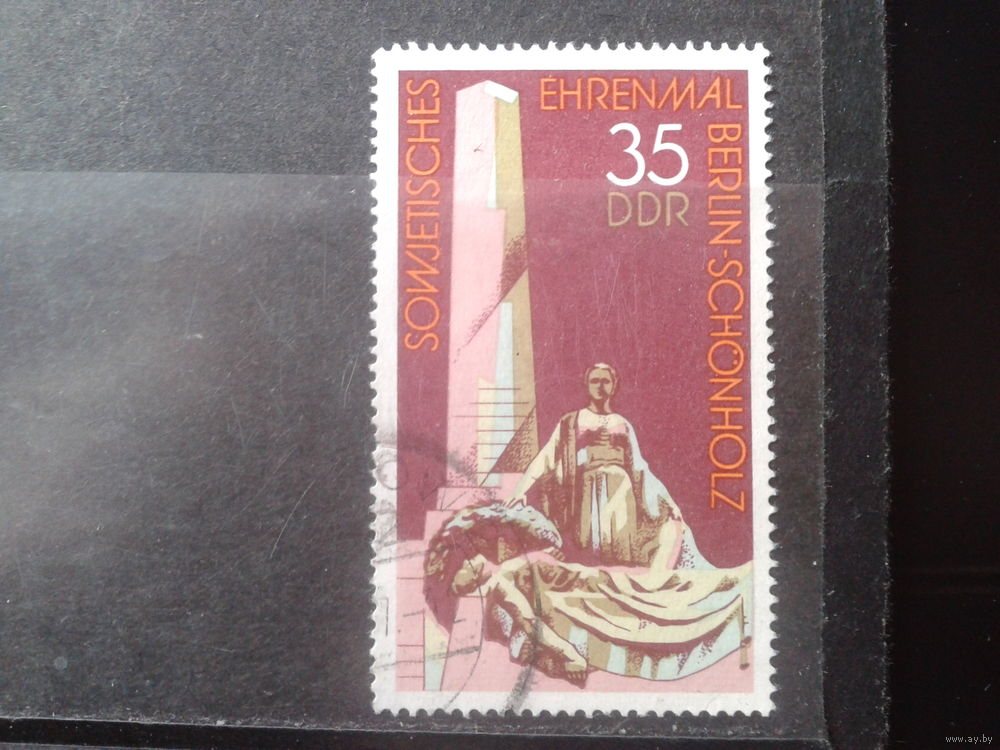 SOWJETISCHES
EHRENMAL
BERLIN-SCHÖNHOLZ
35
DDR
www.ay.by